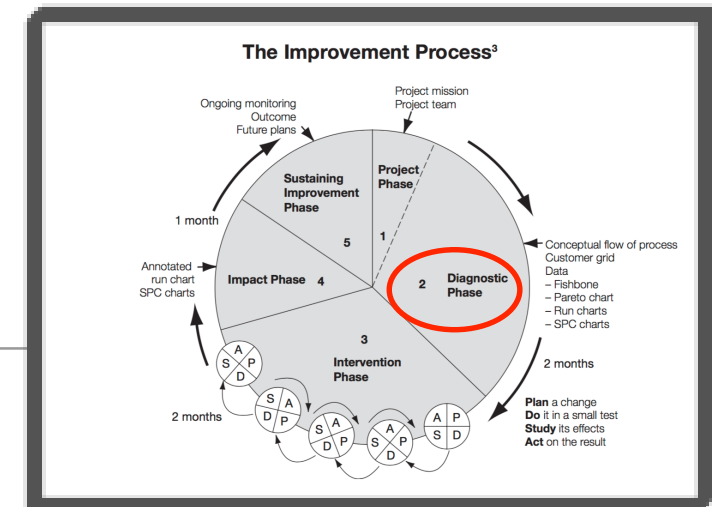 The Improvement Process³
Project mission
Project team
Ongoing monitoring
Outcome
Future plans
Project
Phase
1
Sustaining
Improvement
Phase
5
1 month
Conceptual flow of process
Customer grid
Data
– Fishbone
– Pareto chart
– Run charts
– SPC charts
2
Diagnostic
Phase
Annotated
run chart
SPC charts
Impact Phase 4
3
Intervention
Phase
2 months
2 months
Plan a change
Do it in a small test
Study its effects
Act on the result
A
S P
D
S A
D P
S A
D P
A
S P
D
A P
S D